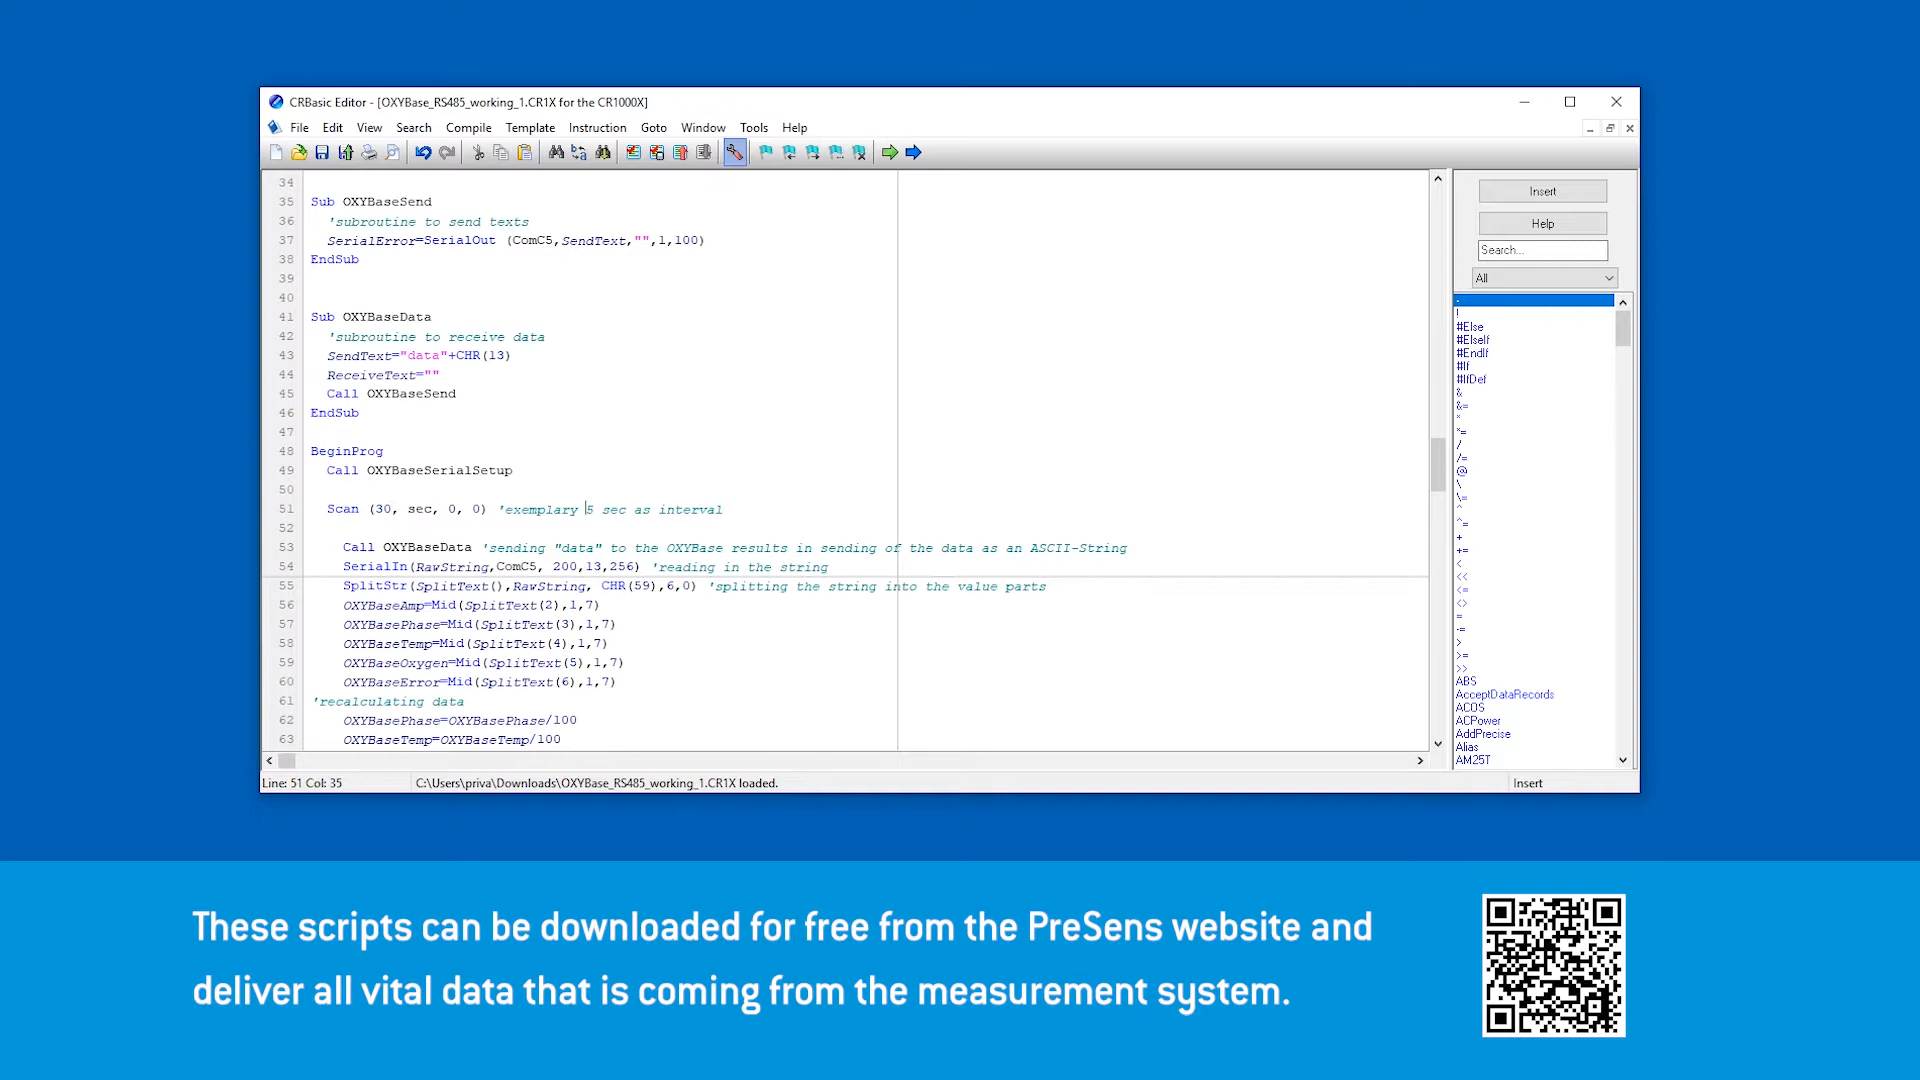 CRBasic Editor - [OXYBase_RS485_working_1.CR1X for the CR1000X]
File Edit View Search Compile Template Instruction Goto Window Tools Help
34
35 Sub OXYBaseSend
36 'subroutine to send texts
37 SerialError=SerialOut (ComC5,SendText,"",1,100)
38 EndSub
39
40
41 Sub OXYBaseData
42 'subroutine to receive data
43 SendText="data"+CHR(13)
44 ReceiveText=""
45 Call OXYBaseSend
46 EndSub
47
48 BeginProg
49 Call OXYBaseSerialSetup
50
51 Scan (30, sec, 0, 0) 'exemplary 5 sec as interval
52
53 Call OXYBaseData 'sending "data" to the OXYBase results in sending of the data as an ASCII-String
54 SerialIn(RawString,ComC5, 200,13,256) 'reading in the string
55 SplitStr(SplitText(),RawString, CHR(59),6,0) 'splitting the string into the value parts
56 OXYBaseAmp=Mid(SplitText(2),1,7)
57 OXYBasePhase=Mid(SplitText(3),1,7)
58 OXYBaseTemp=Mid(SplitText(4),1,7)
59 OXYBaseOxygen=Mid(SplitText(5),1,7)
60 OXYBaseError=Mid(SplitText(6),1,7)
61 'recalculating data
62 OXYBasePhase=OXYBasePhase/100
63 OXYBaseTemp=OXYBaseTemp/100
Insert
Help
Search...
All
-
!
#Else
#ElseIf
#EndIf
#If
#IfDef
&
&=
*
*=
/
/=
@
\
\=
^
^=
+
+=
<
<<
<=
<>
=
-=
>
>=
>>
ABS
AcceptDataRecords
ACOS
ACPower
AddPrecise
Alias
AM25T
Line: 51 Col: 35 C:\Users\priva\Downloads\OXYBase_RS485_working_1.CR1X loaded. Insert
These scripts can be downloaded for free from the PreSens website and
deliver all vital data that is coming from the measurement system.